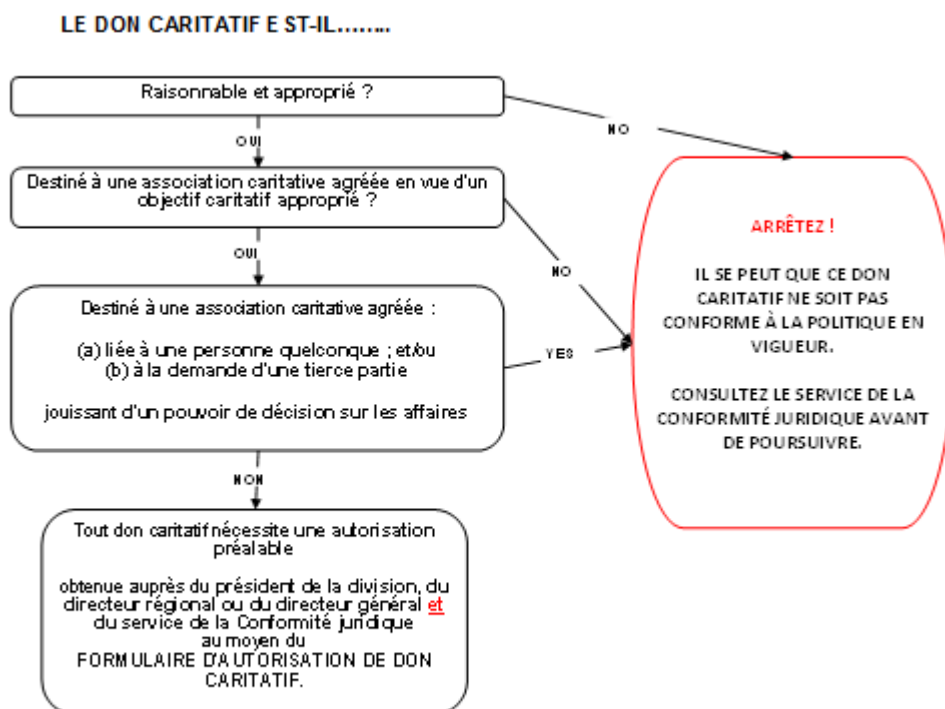 LE DON CARITATIF E ST-IL........
Raisonnable et approprié ?
NO
OUI
Destiné à une association caritative agréée en vue d'un
objectif caritatif approprié ?
NO
OUI
Destiné à une association caritative agréée :
(a) liée à une personne quelconque ; et/ou
(b) à la demande d'une tierce partie
jouissant d'un pouvoir de décision sur les affaires
YES
NON
Tout don caritatif nécessite une autorisation
préalable
obtenue auprès du président de la division, du
directeur régional ou du directeur général et
du service de la Conformité juridique
au moyen du
FORMULAIRE D'AUTORISATION DE DON
CARITATIF.
ARRÊTEZ !
IL SE PEUT QUE CE DON
CARITATIF NE SOIT PAS
CONFORME À LA POLITIQUE EN
VIGUEUR.
CONSULTEZ LE SERVICE DE LA
CONFORMITÉ JURIDIQUE AVANT
DE POURSUIVRE.